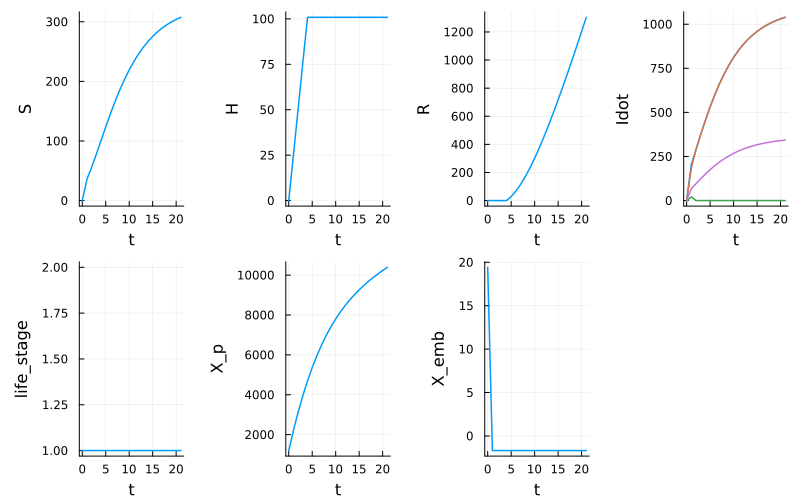 S
300
200
100
0
0 5 10 15 20
t
H
100
75
50
25
0
0 5 10 15 20
t
R
1200
1000
800
600
400
200
0
0 5 10 15 20
t
Idot
1000
750
500
250
0
0 5 10 15 20
t
life_stage
2.00
1.75
1.50
1.25
1.00
0 5 10 15 20
t
X_p
10000
8000
6000
4000
2000
0 5 10 15 20
t
X_emb
20
15
10
5
0
0 5 10 15 20
t